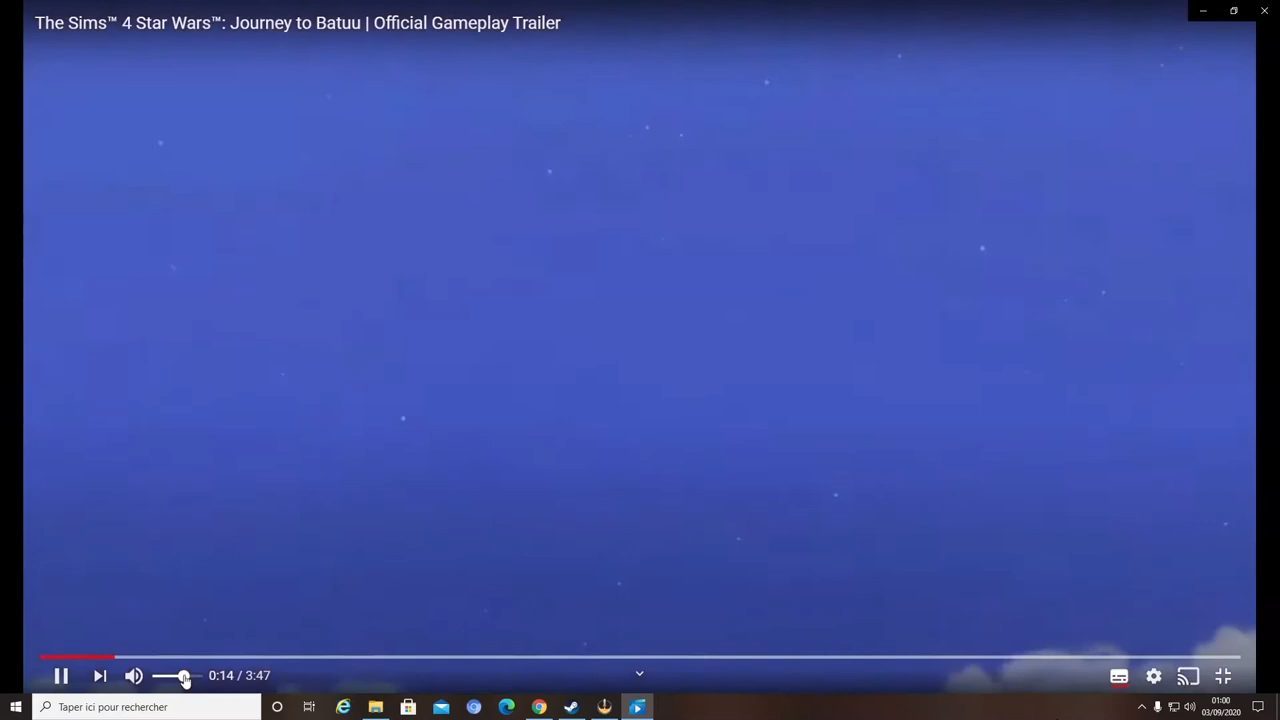 The Sims™ 4 Star Wars™: Journey to Batuu | Official Gameplay Trailer
0:14 / 3:47
Taper ici pour rechercher
01:00
03/09/2020